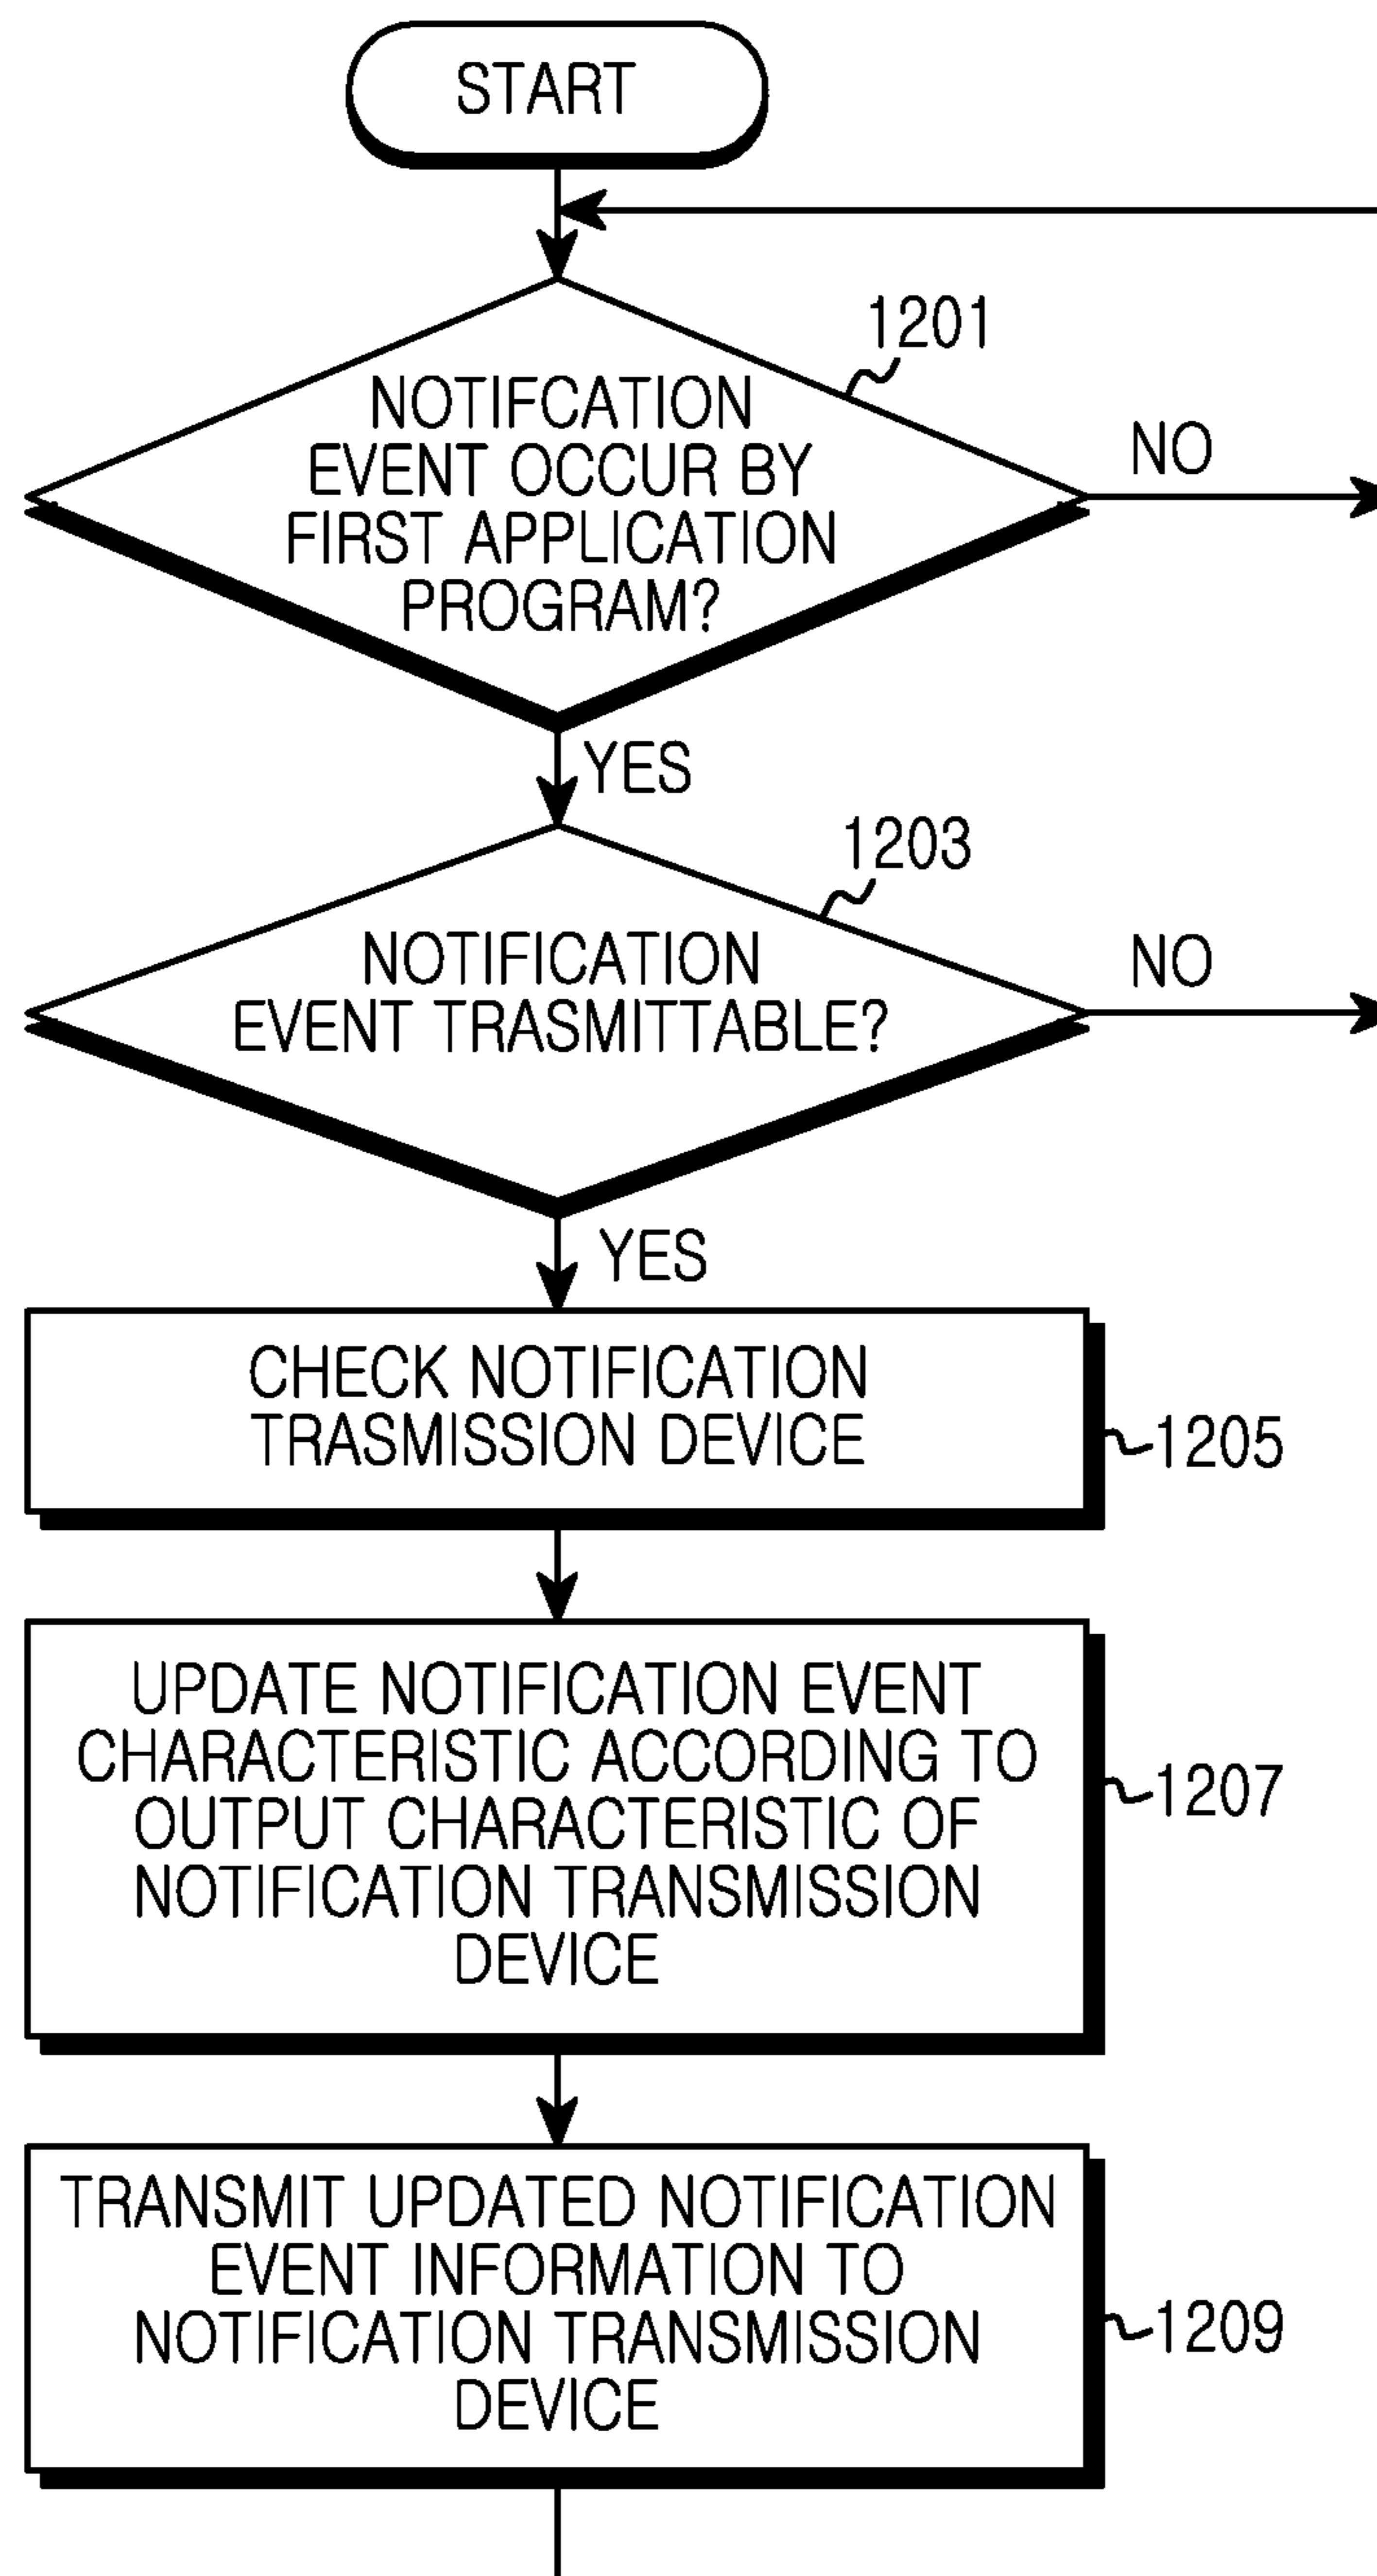 START
1201
NOTIFCATION
EVENT OCCUR BY
FIRST APPLICATION
PROGRAM?
NO
YES
1203
NOTIFICATION
EVENT TRASMITTABLE?
NO
YES
CHECK NOTIFICATION
TRASMISSION DEVICE
1205
UPDATE NOTIFICATION EVENT
CHARACTERISTIC ACCORDING TO
OUTPUT CHARACTERISTIC OF
NOTIFICATION TRANSMISSION
DEVICE
1207
TRANSMIT UPDATED NOTIFICATION
EVENT INFORMATION TO
NOTIFICATION TRANSMISSION
DEVICE
1209